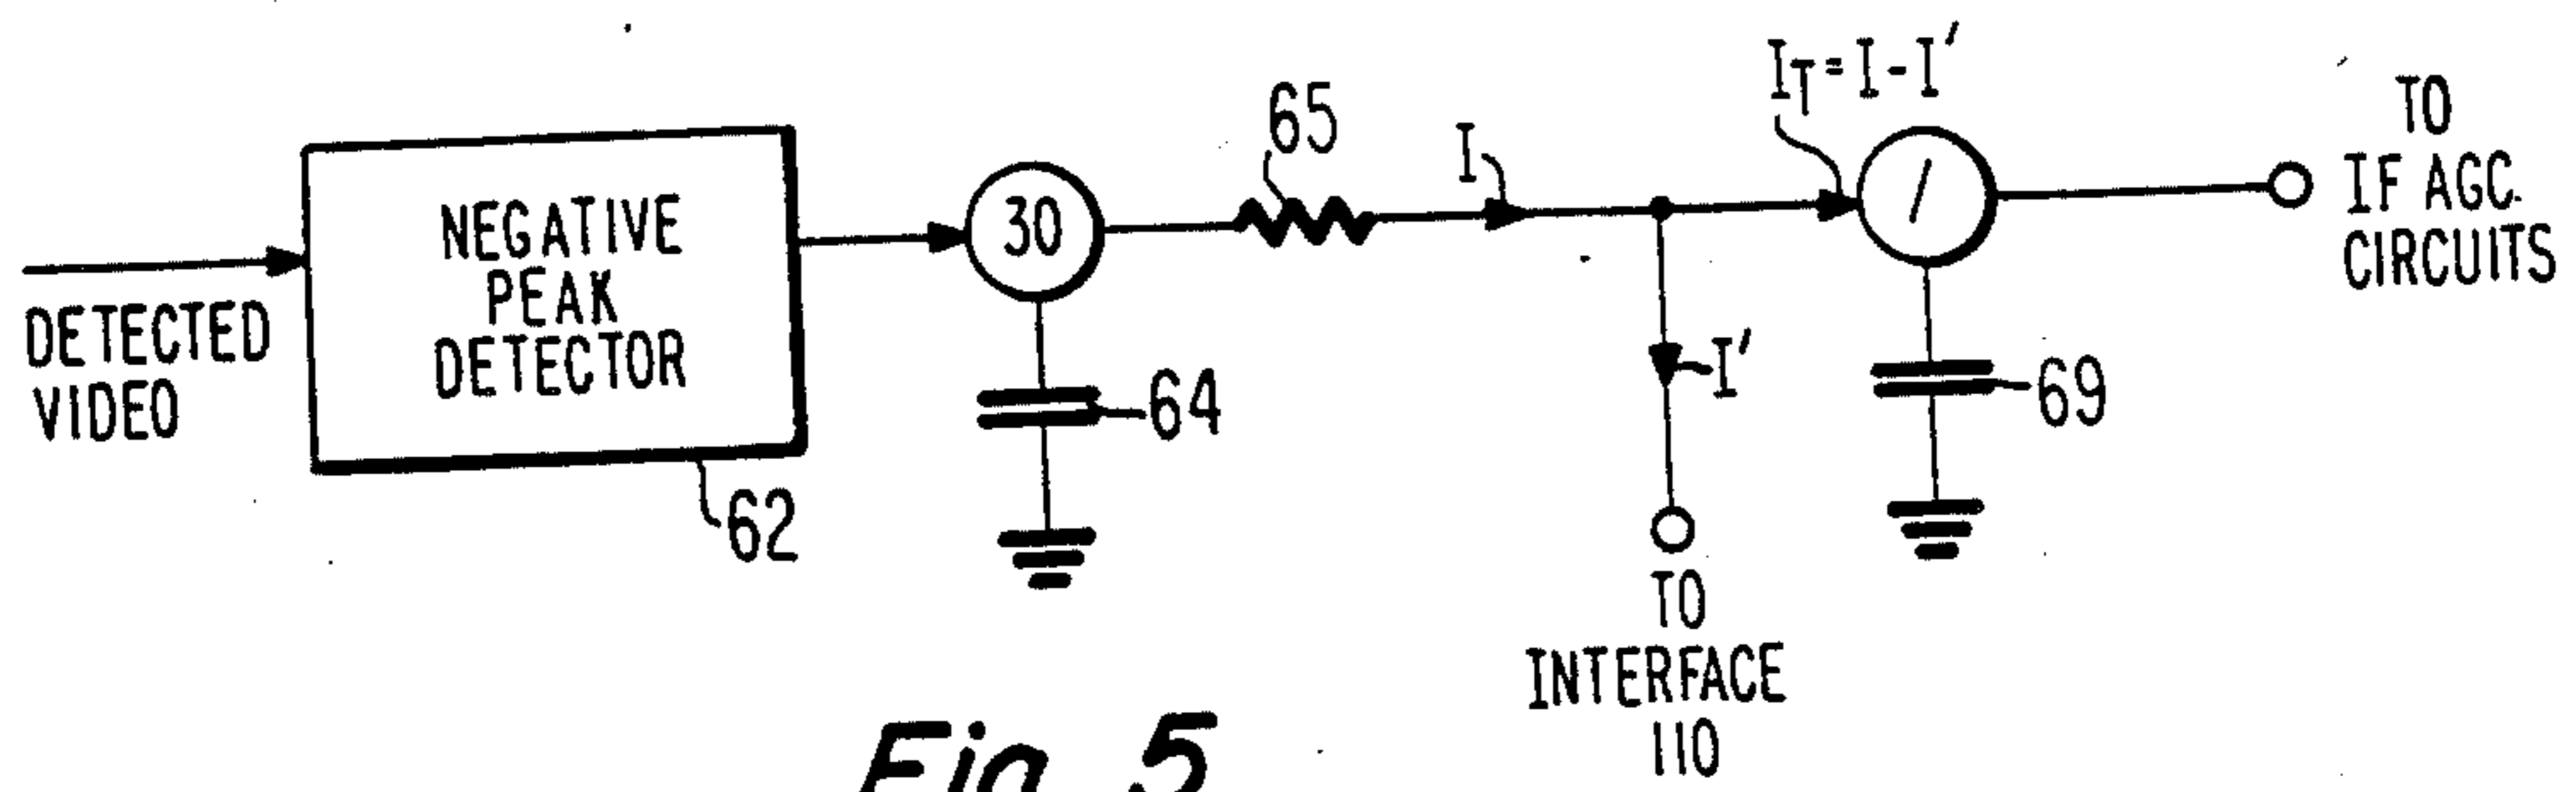 DETECTED
VIDEO
NEGATIVE
PEAK
DETECTOR
62
30
64
65
I
I'
TO
INTERFACE
110
IT=I-I'
1
69
TO
IF AGC
CIRCUITS
Fig. 5